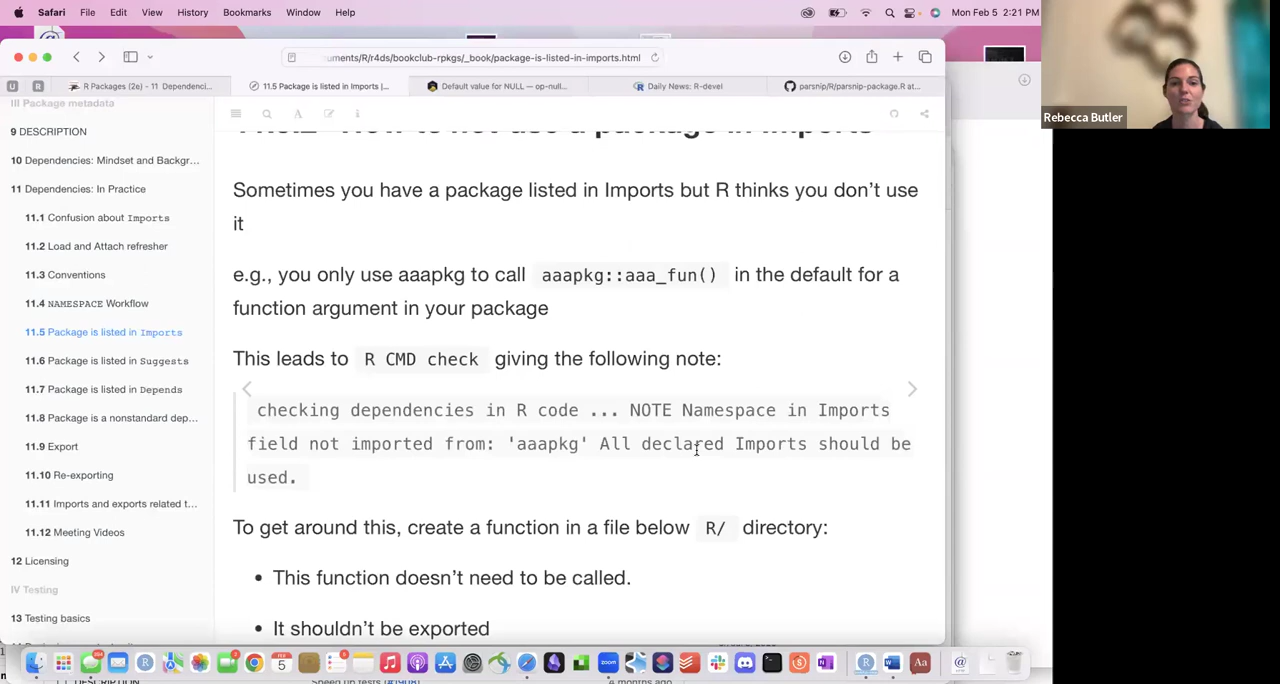 Safari File Edit View History Bookmarks Window Help
Mon Feb 5 2:21 PM
Rebecca Butler
uments/R/r4ds/bookclub-rpkgs/_book/package-is-listed-in-imports.html
U R R Packages (2e) - 11 Dependenci... 11.5 Package is listed in Imports |... Default value for NULL — op-null... Daily News: R-devel parsnip/R/parsnip-package.R at...
III Package metadata
9 DESCRIPTION
10 Dependencies: Mindset and Backgr...
11 Dependencies: In Practice
11.1 Confusion about Imports
11.2 Load and Attach refresher
11.3 Conventions
11.4 NAMESPACE Workflow
11.5 Package is listed in Imports
11.6 Package is listed in Suggests
11.7 Package is listed in Depends
11.8 Package is a nonstandard dep...
11.9 Export
11.10 Re-exporting
11.11 Imports and exports related t...
11.12 Meeting Videos
12 Licensing
IV Testing
13 Testing basics
A i
How to not use a package in Imports
Sometimes you have a package listed in Imports but R thinks you don't use
it
e.g., you only use aaapkg to call aaapkg::aaa_fun() in the default for a
function argument in your package
This leads to R CMD check giving the following note:
checking dependencies in R code ... NOTE Namespace in Imports
field not imported from: 'aaapkg' All declared Imports should be
used.
To get around this, create a function in a file below R/ directory:
• This function doesn't need to be called.
• It shouldn't be exported
DESCRIPTION